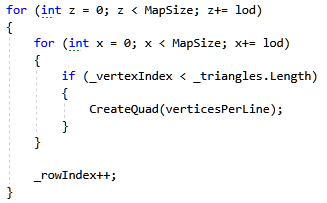 for (int z = 0; z < MapSize; z+= lod)
{
for (int x = 0; x < MapSize; x+= lod)
{
if (_vertexIndex < _triangles.Length)
{
CreateQuad(verticesPerLine);
}
}
_rowIndex++;
}